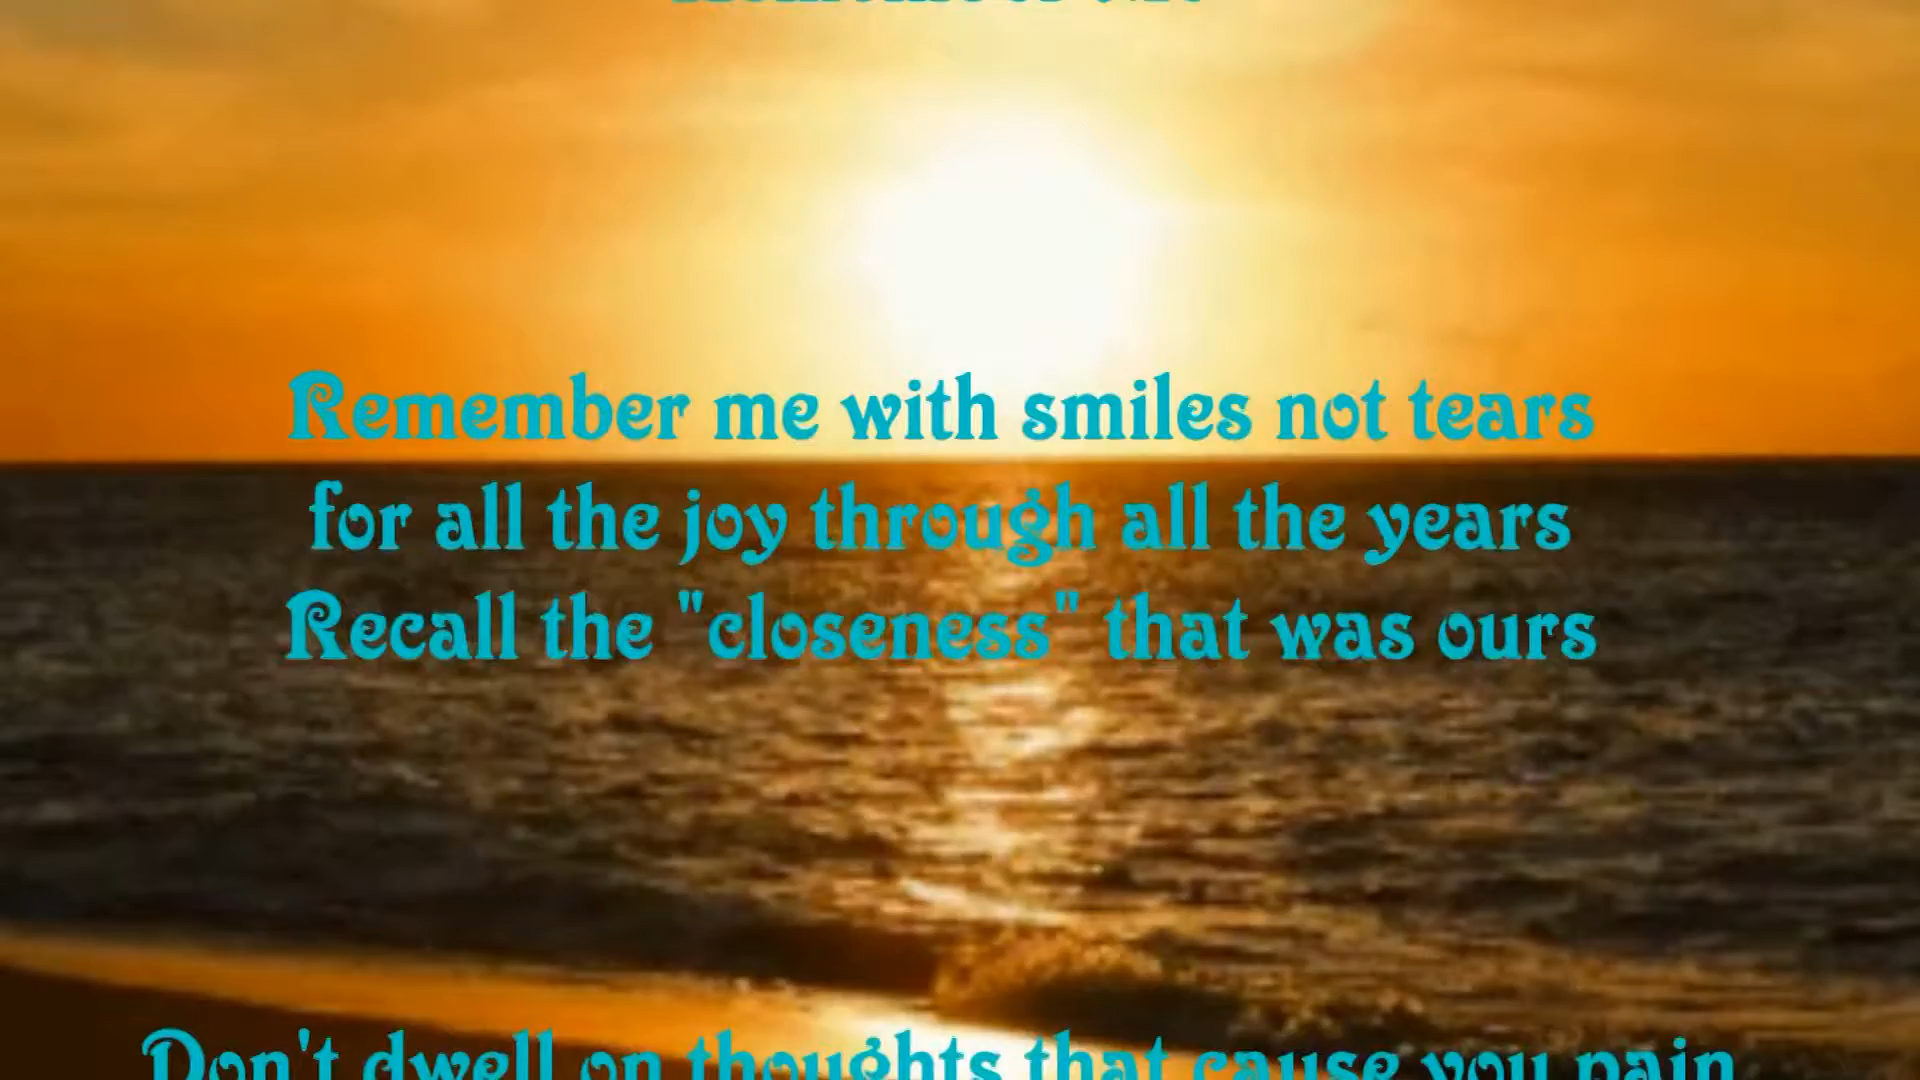 Remember me with smiles not tears
for all the joy through all the years
Recall the "closeness" that was ours
Don't dwell on thoughts that cause you pain